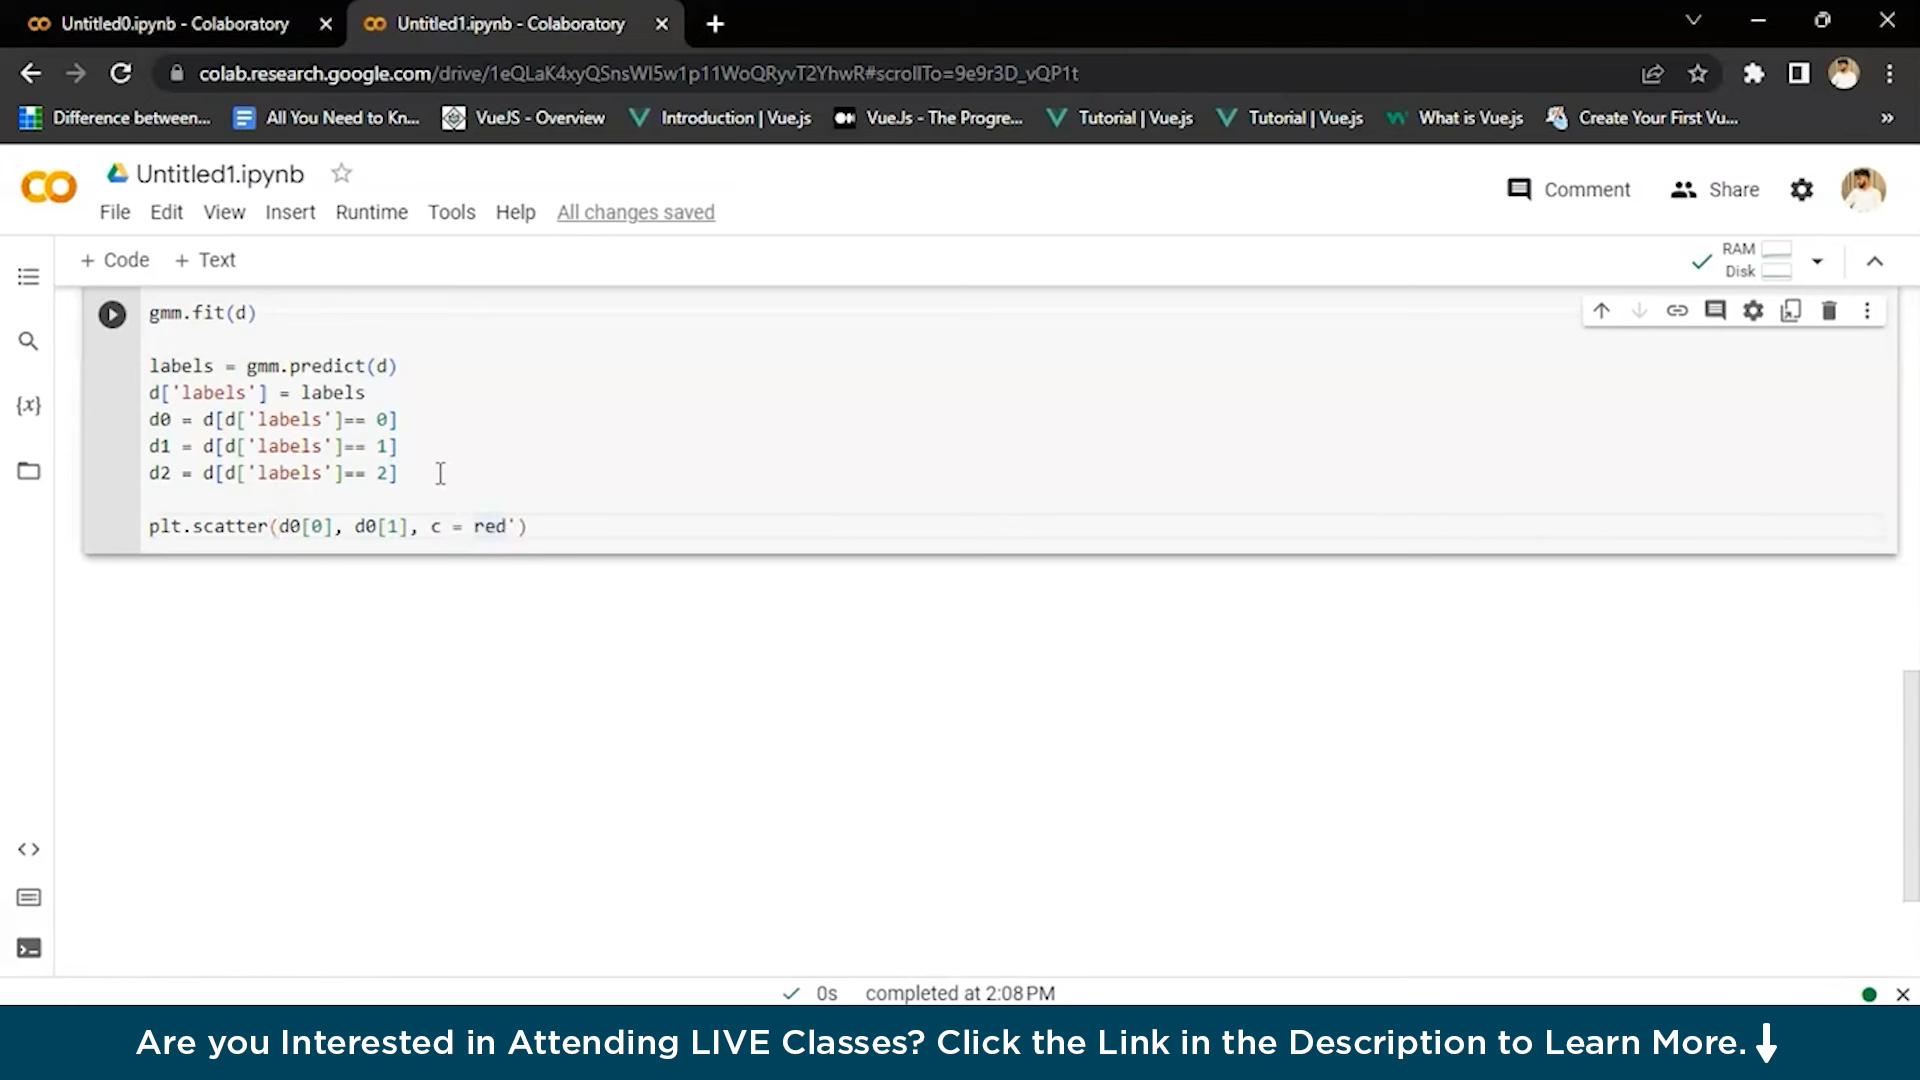 Untitled0.ipynb - Colaboratory
Untitled1.ipynb - Colaboratory
colab.research.google.com/drive/1eQLaK4xyQSnsWI5w1p11WoQRyvT2YhwR#scrollTo=9e9r3D_vQP1t
Difference between...
All You Need to Kn...
VueJS - Overview
Introduction | Vue.js
VueJs - The Progre...
Tutorial | Vue.js
Tutorial | Vue.js
What is Vue.js
Create Your First Vu...
»
CO
Untitled1.ipynb
Comment
Share
File Edit View Insert Runtime Tools Help All changes saved
+ Code + Text
RAM
Disk
gmm.fit(d)
labels = gmm.predict(d)
d['labels'] = labels
d0 = d[d['labels']== 0]
d1 = d[d['labels']== 1]
d2 = d[d['labels']== 2]
plt.scatter(d0[0], d0[1], c = red')
{x}
0s completed at 2:08 PM
Are you Interested in Attending LIVE Classes? Click the Link in the Description to Learn More.